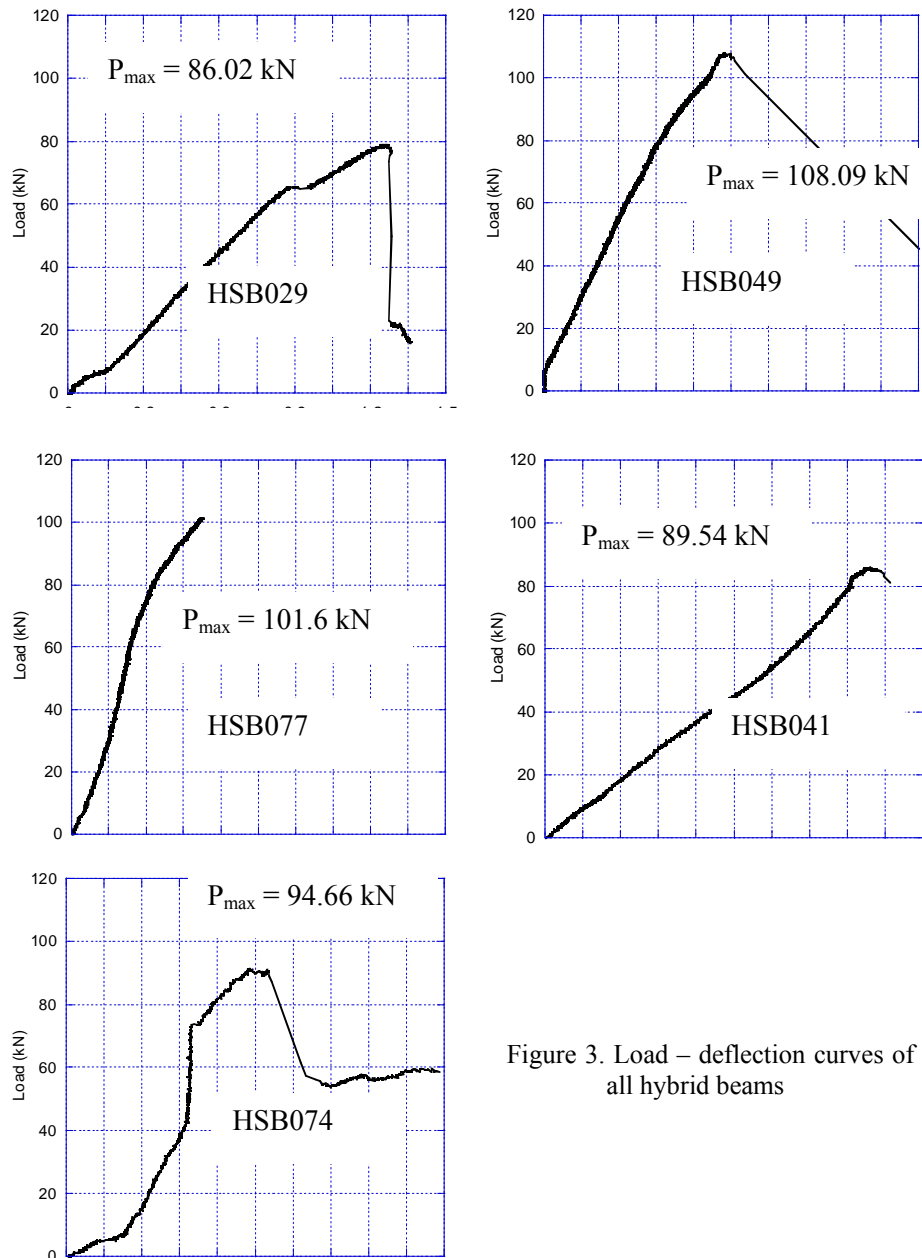 120
100
80
60
40
20
0
Load (kN)
P_max = 86.02 kN
HSB029
120
100
80
60
40
20
0
Load (kN)
P_max = 108.09 kN
HSB049
120
100
80
60
40
20
0
Load (kN)
P_max = 101.6 kN
HSB077
120
100
80
60
40
20
0
Load (kN)
P_max = 89.54 kN
HSB041
120
100
80
60
40
20
0
Load (kN)
P_max = 94.66 kN
HSB074
Figure 3. Load – deflection curves of
all hybrid beams